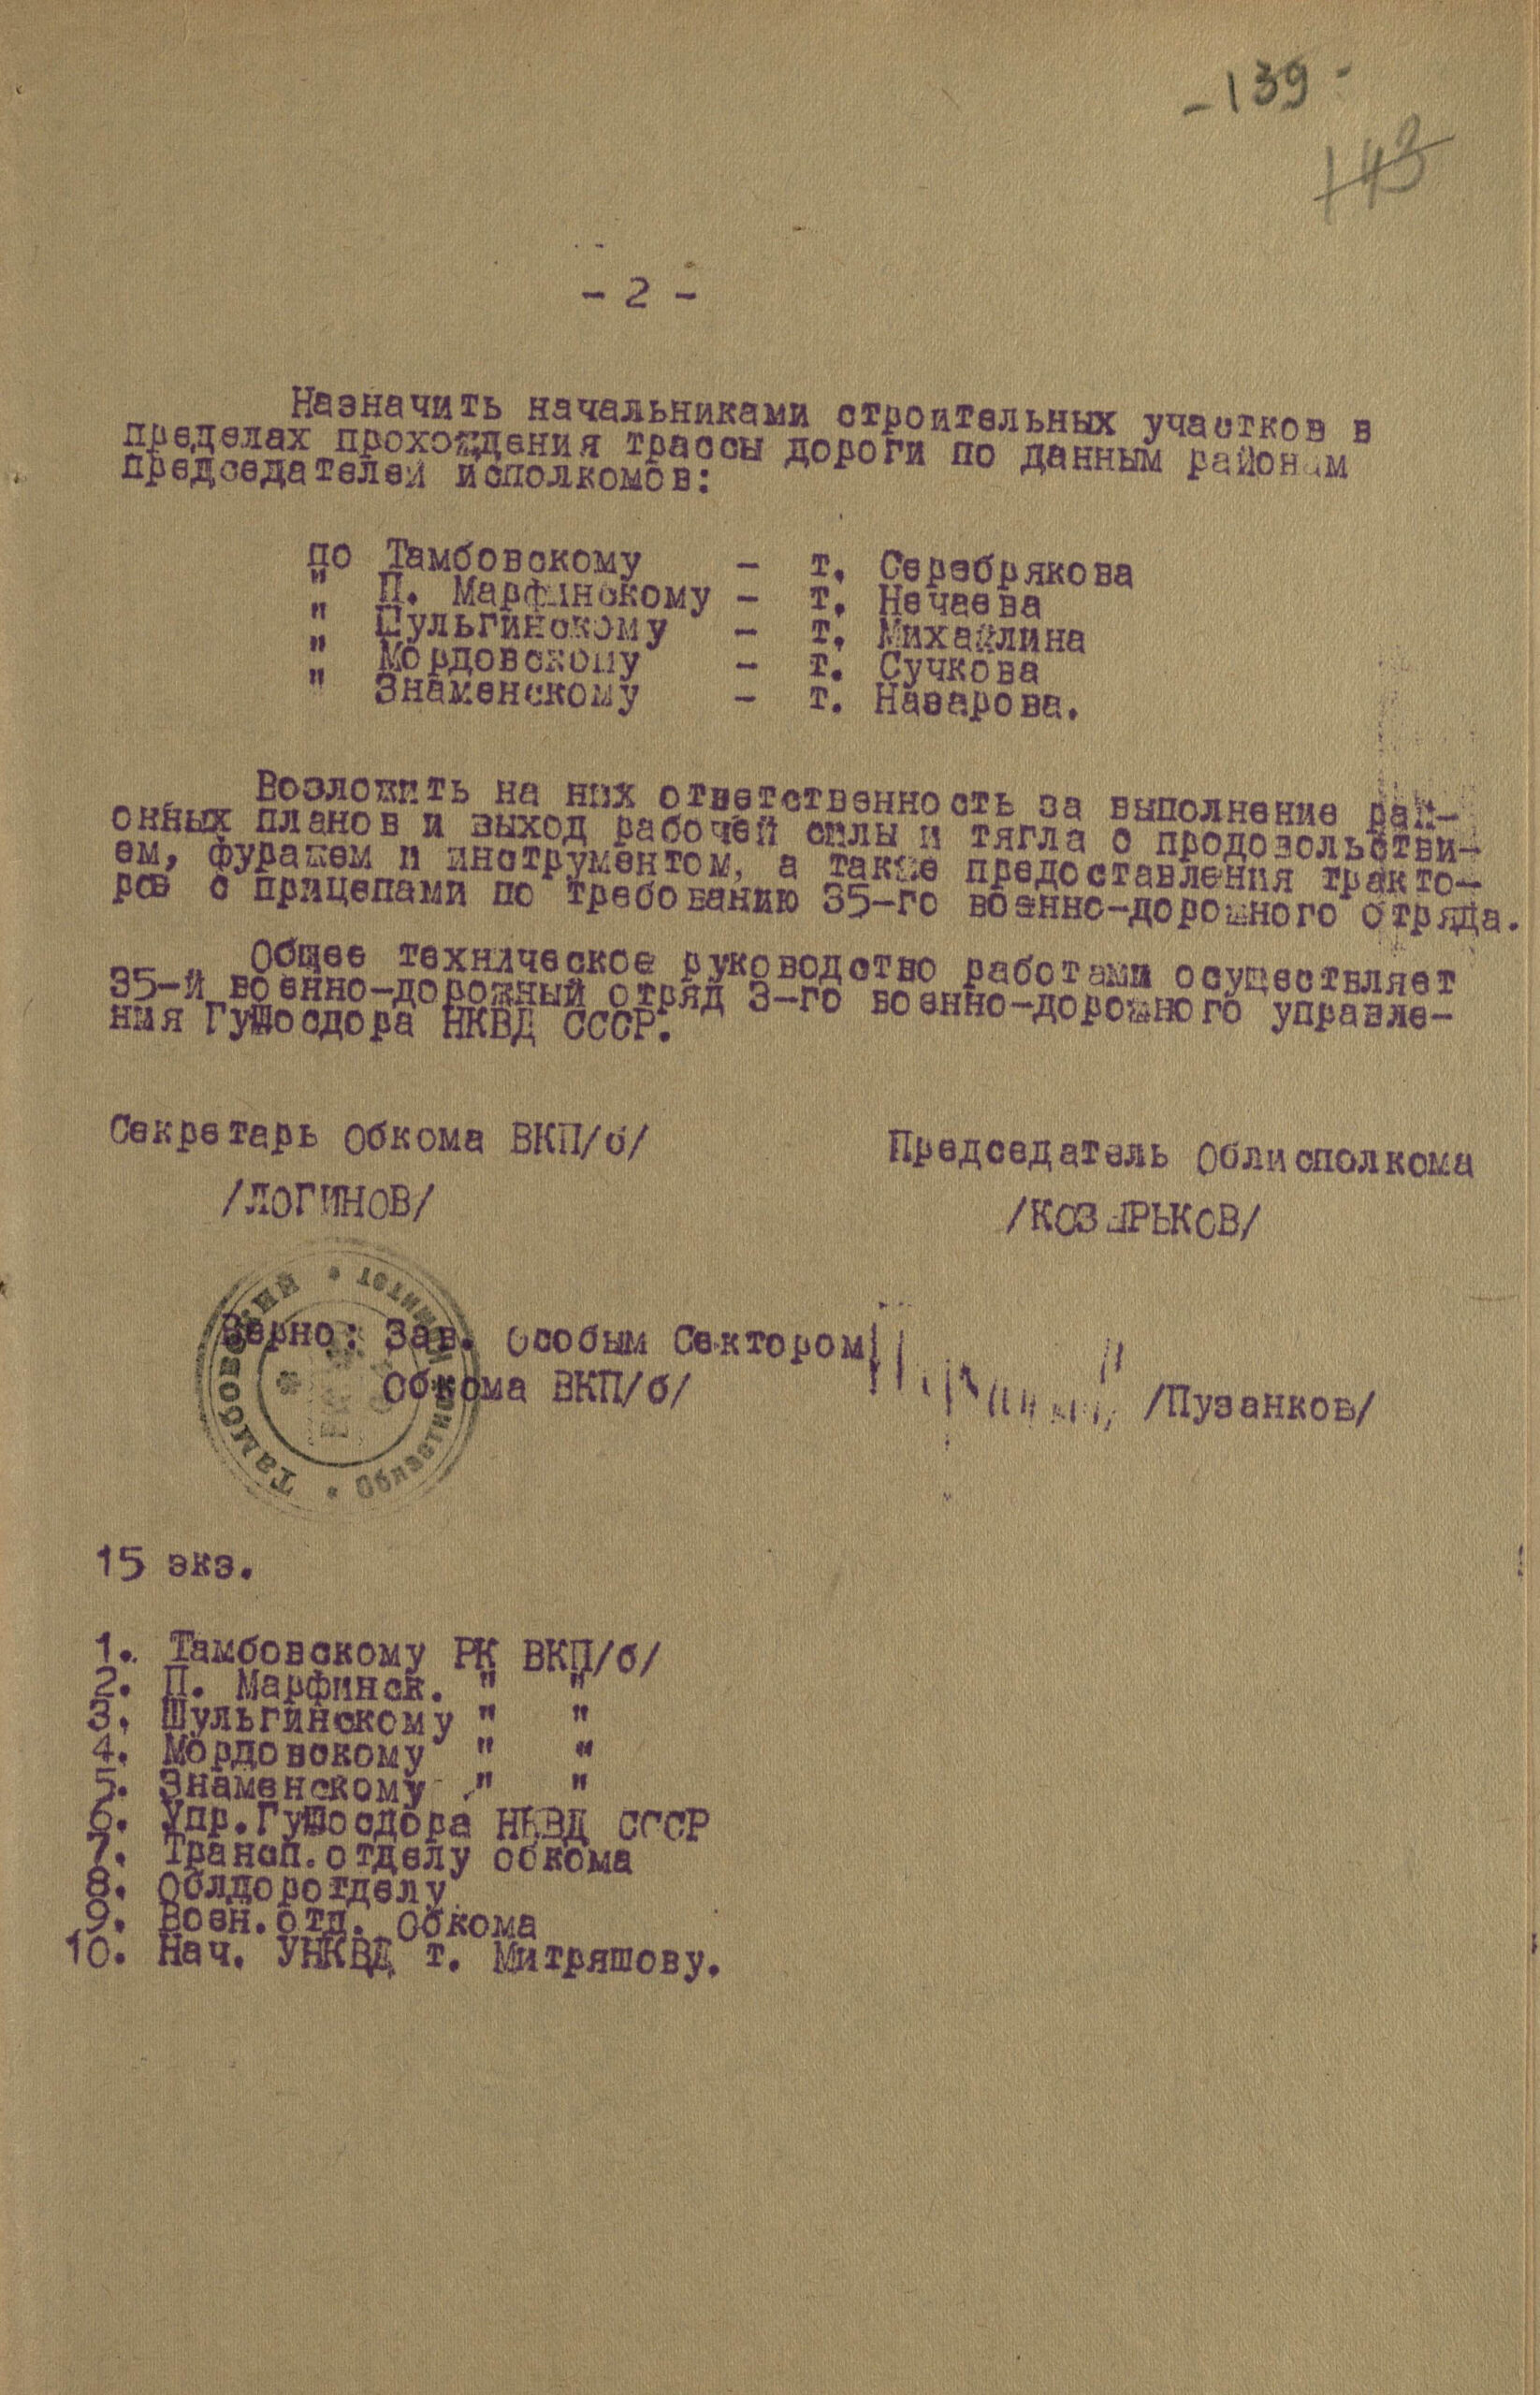 - 139 -
143
- 2 -
Назначить начальниками строительных участков в
пределах прохождения трассы дороги по данным районам
председателей исполкомов:
по Тамбовскому - т. Серебрякова
" П. Марфинскому - т. Нечаева
" Шульгинскому - т. Михайлина
" Мордовскому - т. Сучкова
" Знаменскому - т. Назарова.
Возложить на них ответственность за выполнение рай-
онных планов и выход рабочей силы и тягла с продовольстви-
ем, фуражем и инструментом, а также предоставления тракто-
ров с прицепами по требованию 35-го военно-дорожного отряда.
Общее техническое руководство работами осуществляет
35-й военно-дорожный отряд 3-го военно-дорожного управле-
ния Гушосдора НКВД СССР.
Секретарь Обкома ВКП/б/ Председатель Облисполкома
/ЛОГИНОВ/ /КОЗЫРЬКОВ/
Верно: Зав. Особым Сектором
Обкома ВКП/б/ /Пузанков/
Тамбовский * Областной Комитет *
15 экз.
1. Тамбовскому РК ВКП/б/
2. П. Марфинск. " "
3. Шульгинскому " "
4. Мордовскому " "
5. Знаменскому " "
6. Упр.Гушосдора НКВД СССР
7. Трансп.отделу обкома
8. Облдоротделу
9. Воен.отд. Обкома
10. Нач. УНКВД т. Митряшову.